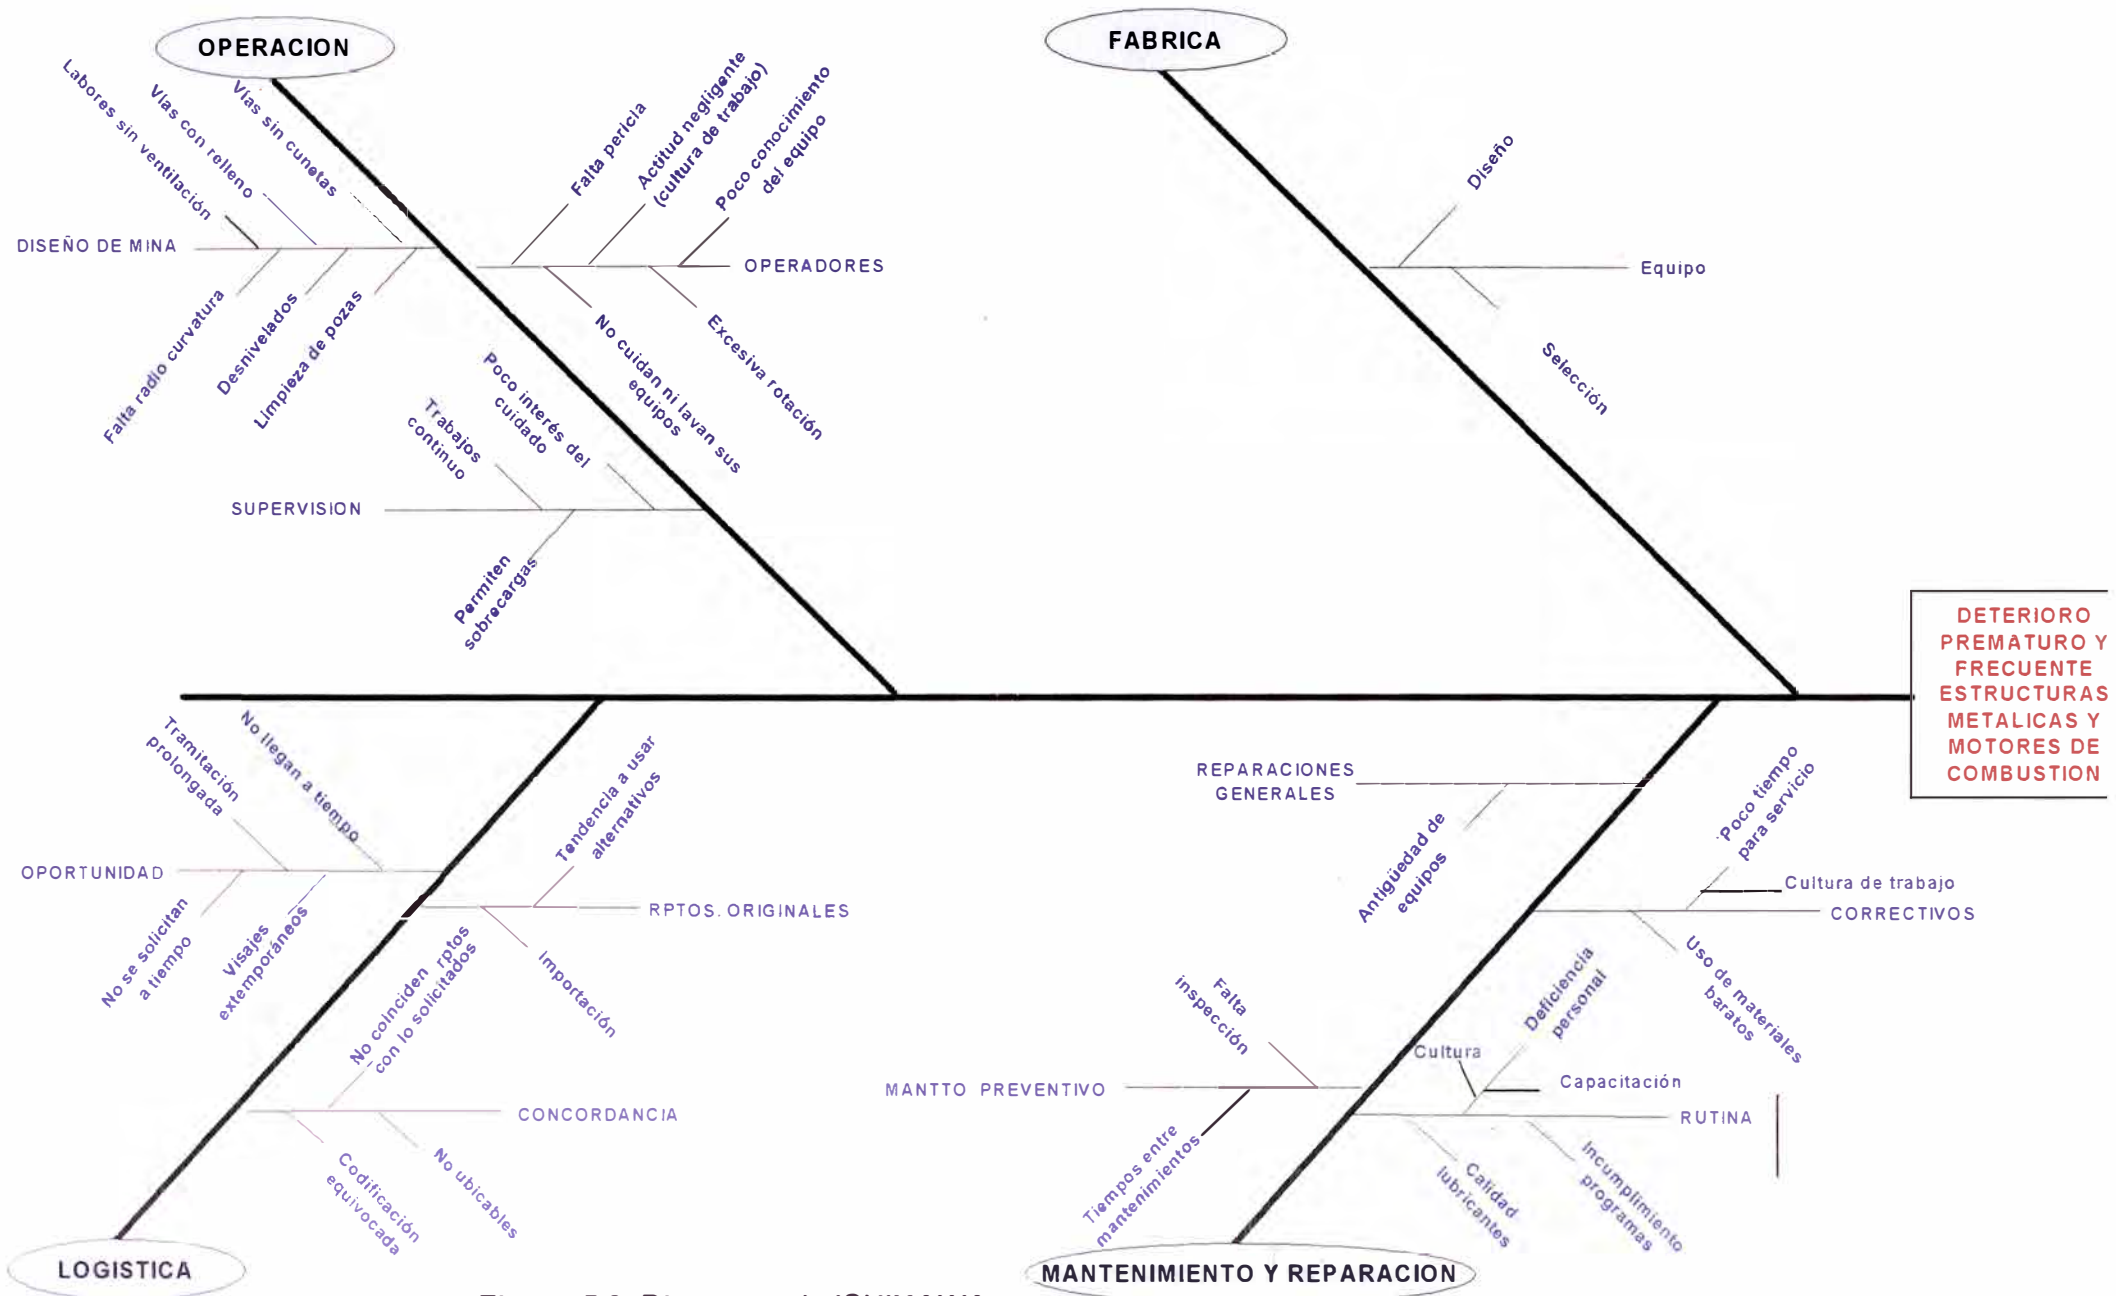 OPERACION
FABRICA
Labores sin ventilación
Vías con relleno
Vías sin cunetas
DISEÑO DE MINA
Falta radio curvatura
Desnivelados
Limpieza de pozas
Falta pericia
Actitud negligente
(cultura de trabajo)
Poco conocimiento
del equipo
OPERADORES
No cuidan ni lavan sus
equipos
Excesiva rotación
Trabajos
continuo
Poco interés del
cuidado
SUPERVISION
Permiten
sobrecargas
Diseño
Equipo
Selección
DETERIORO
PREMATURO Y
FRECUENTE
ESTRUCTURAS
METALICAS Y
MOTORES DE
COMBUSTION
Tramitación
prolongada
No llegan a tiempo
OPORTUNIDAD
No se solicitan
a tiempo
Visajes
extemporáneos
Tendencia a usar
alternativos
RPTOS. ORIGINALES
Importación
No coinciden rptos
con lo solicitados
CONCORDANCIA
Codificación
equivocada
No ubicables
REPARACIONES
GENERALES
Antigüedad de
equipos
Poco tiempo
para servicio
Cultura de trabajo
CORRECTIVOS
Uso de materiales
baratos
Falta
inspección
MANTTO PREVENTIVO
Tiempos entre
mantenimientos
Deficiencia
personal
Cultura
Capacitación
RUTINA
Calidad
lubricantes
Incumplimiento
programas
LOGISTICA
MANTENIMIENTO Y REPARACION